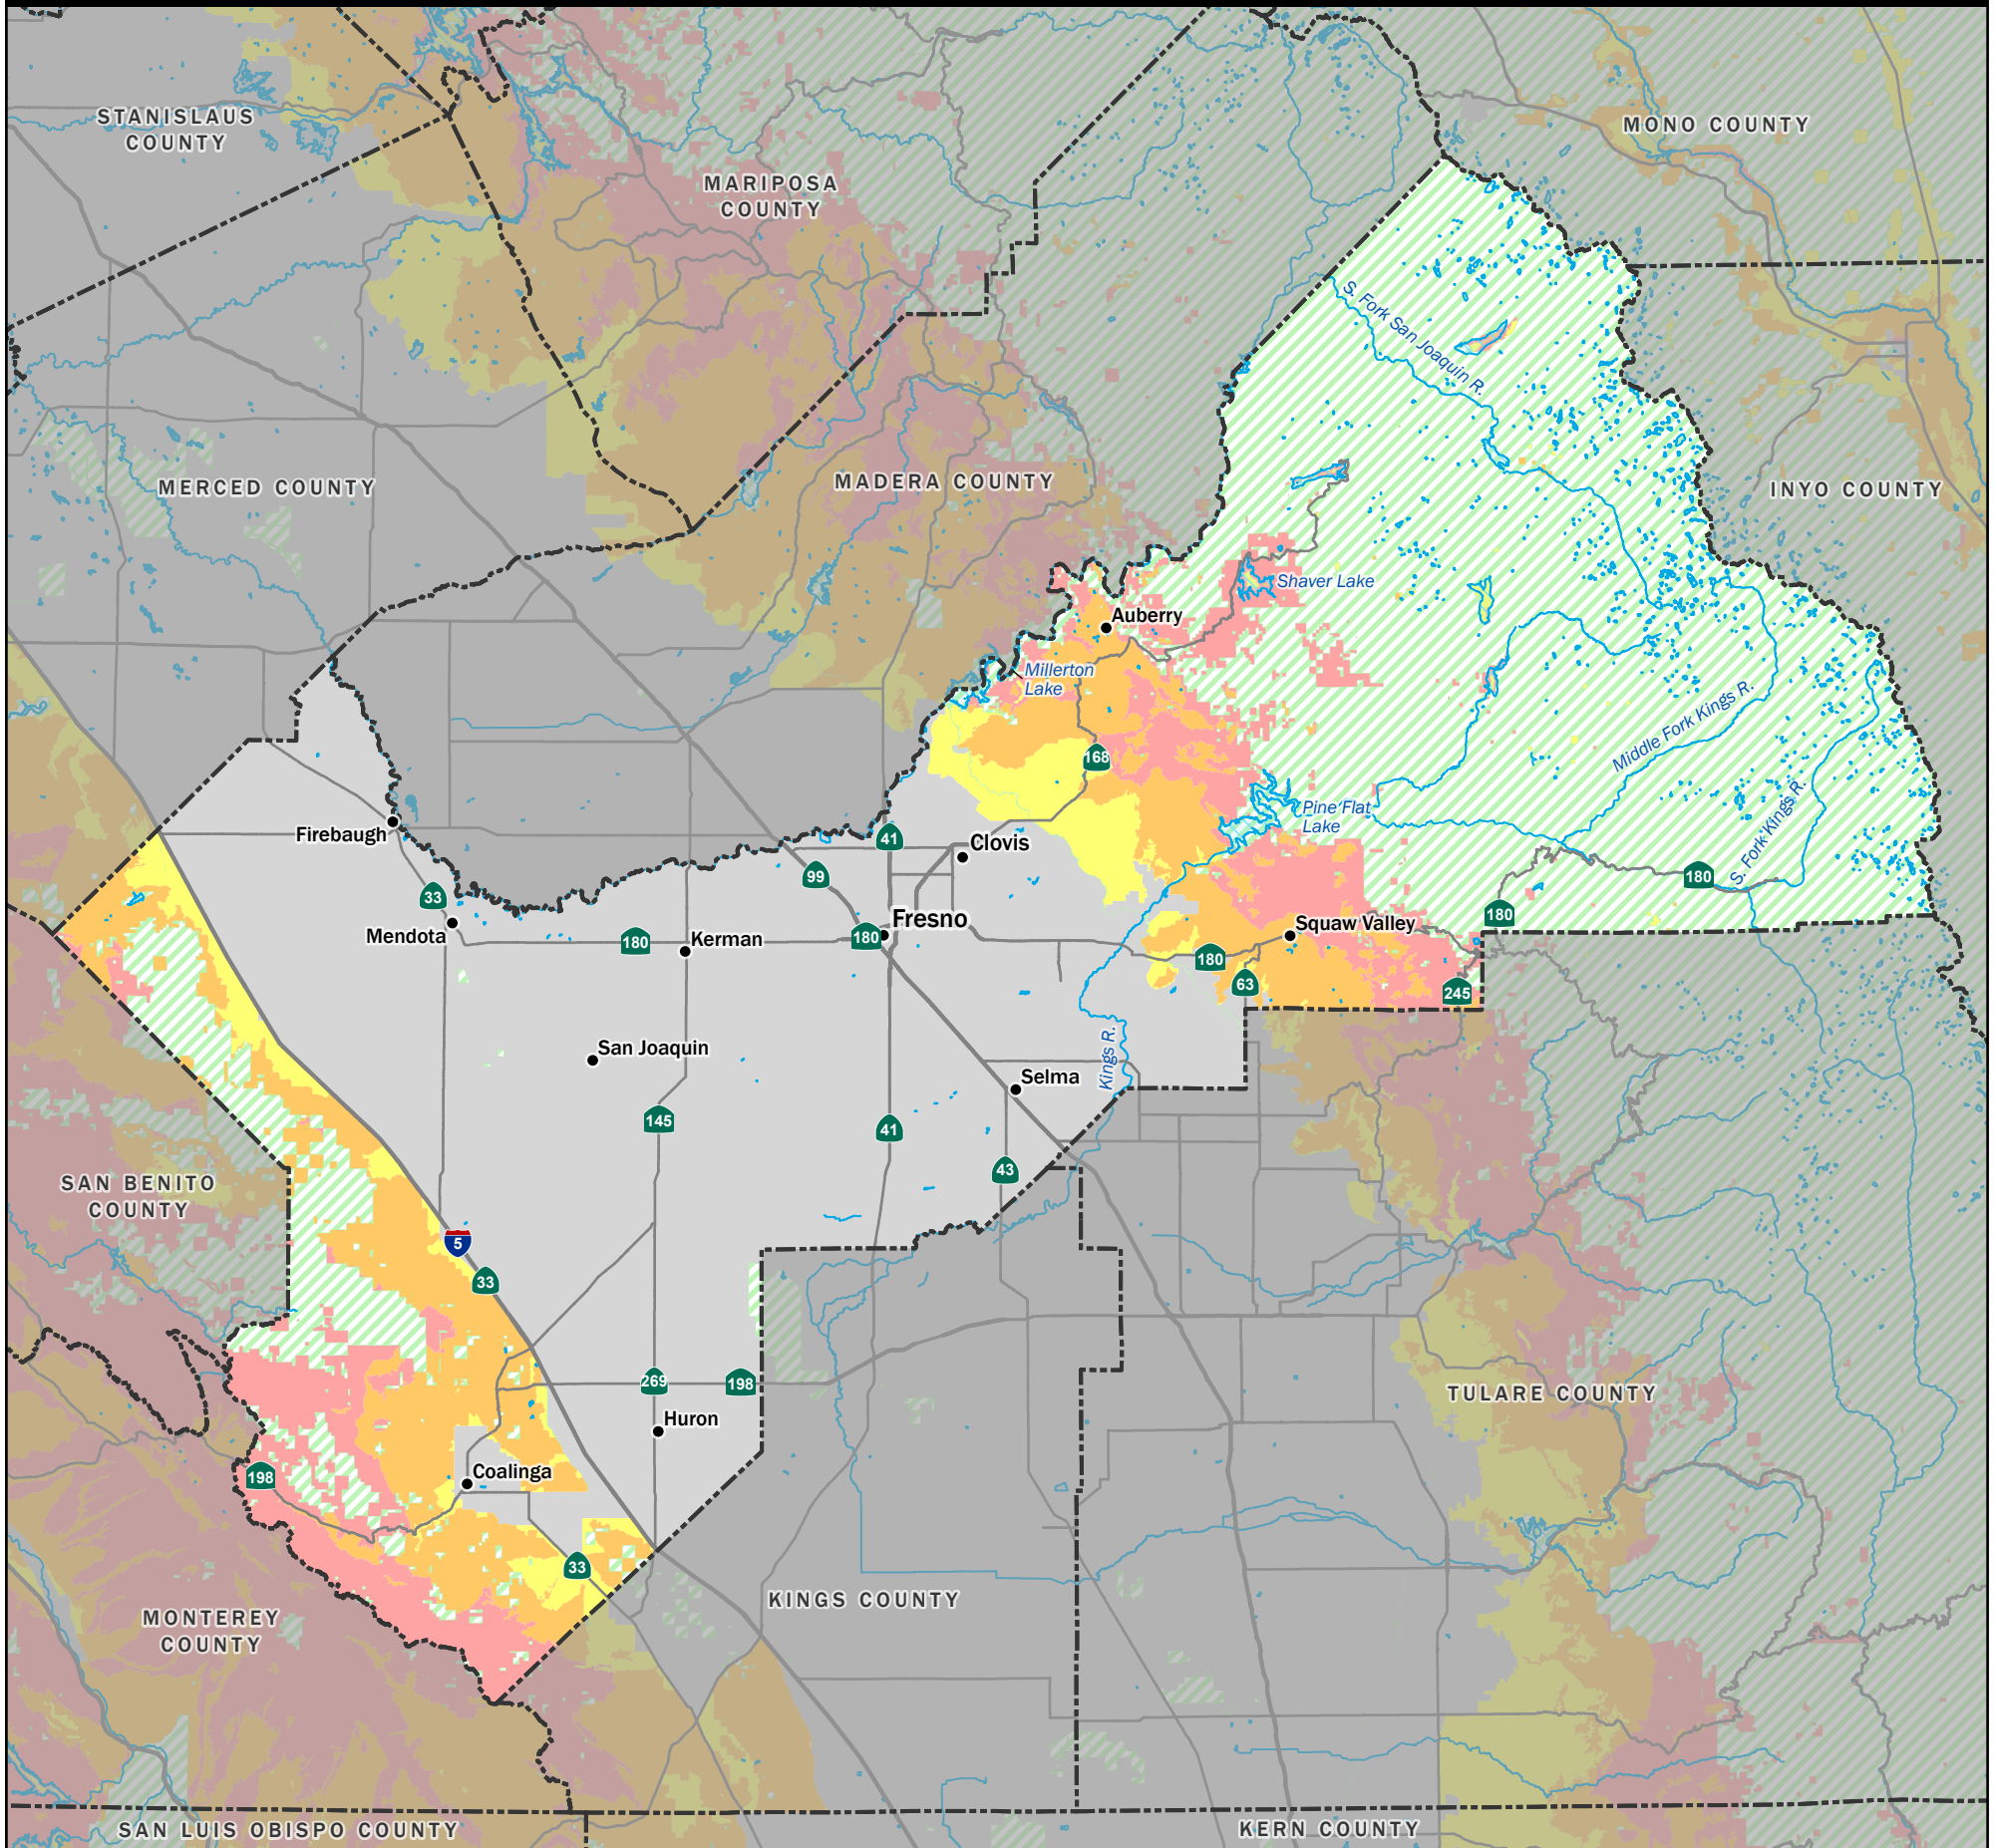 STANISLAUS
COUNTY
MONO COUNTY
MARIPOSA
COUNTY
S. Fork San Joaquin R.
MERCED COUNTY
MADERA COUNTY
INYO COUNTY
Shaver Lake
Auberry
Millerton
Lake
Middle Fork Kings R.
168
Pine Flat
Lake
S. Fork Kings R.
Firebaugh
41
Clovis
99
180
33
180
Mendota
180
Kerman
180
Fresno
Squaw Valley
180
63
245
San Joaquin
Kings R.
Selma
145
41
43
SAN BENITO
COUNTY
5
33
269
198
TULARE COUNTY
Huron
198
Coalinga
33
KINGS COUNTY
MONTEREY
COUNTY
SAN LUIS OBISPO COUNTY
KERN COUNTY